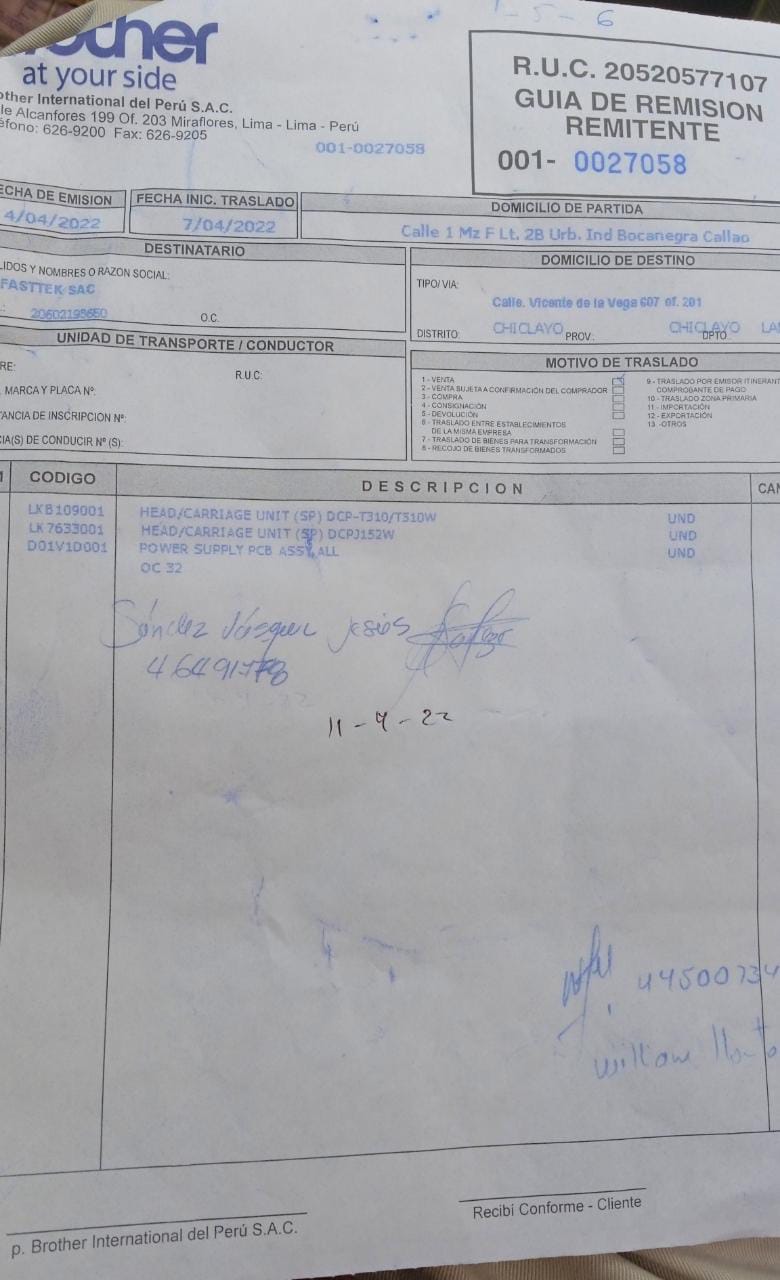 1 - 5 - 6
brother
at your side
other International del Perú S.A.C.
le Alcanfores 199 Of. 203 Miraflores, Lima - Lima - Perú
éfono: 626-9200 Fax: 626-9205
001-0027058
R.U.C. 20520577107
GUIA DE REMISION
REMITENTE
001- 0027058
ECHA DE EMISION
4/04/2022
FECHA INIC. TRASLADO
7/04/2022
DOMICILIO DE PARTIDA
Calle 1 Mz F Lt. 2B Urb. Ind Bocanegra Callao
DESTINATARIO
LIDOS Y NOMBRES O RAZON SOCIAL:
FASTTEK SAC
20602198660
O.C.
DOMICILIO DE DESTINO
TIPO/VIA:
Calle. Vicente de la Vega 607 of. 201
DISTRITO: CHICLAYO PROV: CHICLAYO DPTO. LA
UNIDAD DE TRANSPORTE / CONDUCTOR
RE:
R.U.C:
MARCA Y PLACA Nº:
TANCIA DE INSCRIPCION Nº:
CIA(S) DE CONDUCIR Nº (S):
MOTIVO DE TRASLADO
1 - VENTA
2 - VENTA SUJETA A CONFIRMACIÓN DEL COMPRADOR
3 - COMPRA
4 - CONSIGNACIÓN
5 - DEVOLUCIÓN
6 - TRASLADO ENTRE ESTABLECIMIENTOS
DE LA MISMA EMPRESA
7 - TRASLADO DE BIENES PARA TRANSFORMACIÓN
8 - RECOJO DE BIENES TRANSFORMADOS
9 - TRASLADO POR EMISOR ITINERANT
COMPROBANTE DE PAGO
10 - TRASLADO ZONA PRIMARIA
11 - IMPORTACIÓN
12 - EXPORTACIÓN
13 -OTROS
CODIGO DESCRIPCION CAN
LKB109001 HEAD/CARRIAGE UNIT (SP) DCP-T310/T510W UND
LK7633001 HEAD/CARRIAGE UNIT (SP) DCPJ152W UND
D01V1D001 POWER SUPPLY PCB ASSY, ALL UND
OC 32
Sánchez Vásquez Jesús
11 - 4 - 22
44500734
William
p. Brother International del Perú S.A.C.
Recibi Conforme - Cliente